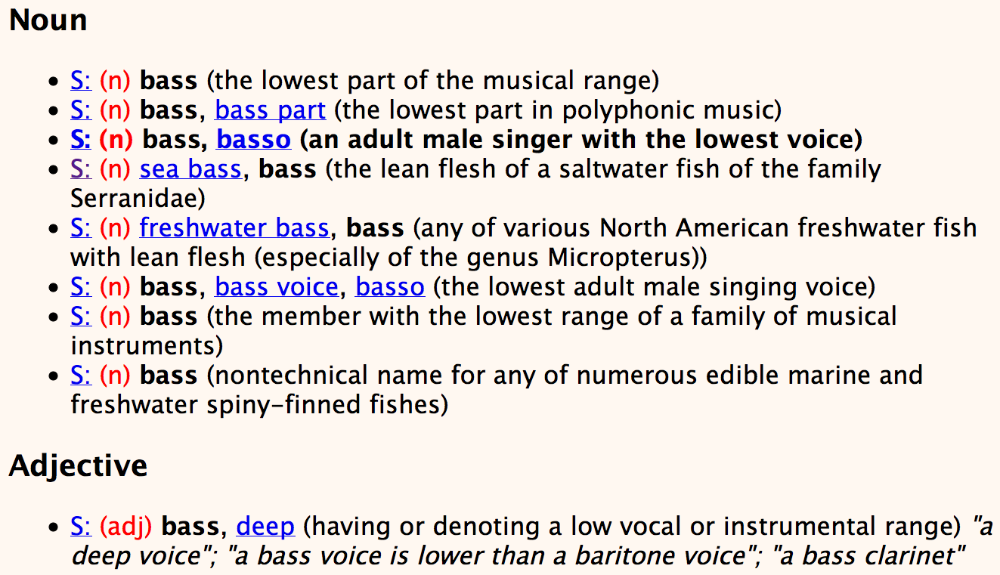 Noun
• S: (n) bass (the lowest part of the musical range)
• S: (n) bass, bass part (the lowest part in polyphonic music)
• S: (n) bass, basso (an adult male singer with the lowest voice)
• S: (n) sea bass, bass (the lean flesh of a saltwater fish of the family
Serranidae)
• S: (n) freshwater bass, bass (any of various North American freshwater fish
with lean flesh (especially of the genus Micropterus))
• S: (n) bass, bass voice, basso (the lowest adult male singing voice)
• S: (n) bass (the member with the lowest range of a family of musical
instruments)
• S: (n) bass (nontechnical name for any of numerous edible marine and
freshwater spiny-finned fishes)
Adjective
• S: (adj) bass, deep (having or denoting a low vocal or instrumental range) "a
deep voice"; "a bass voice is lower than a baritone voice"; "a bass clarinet"